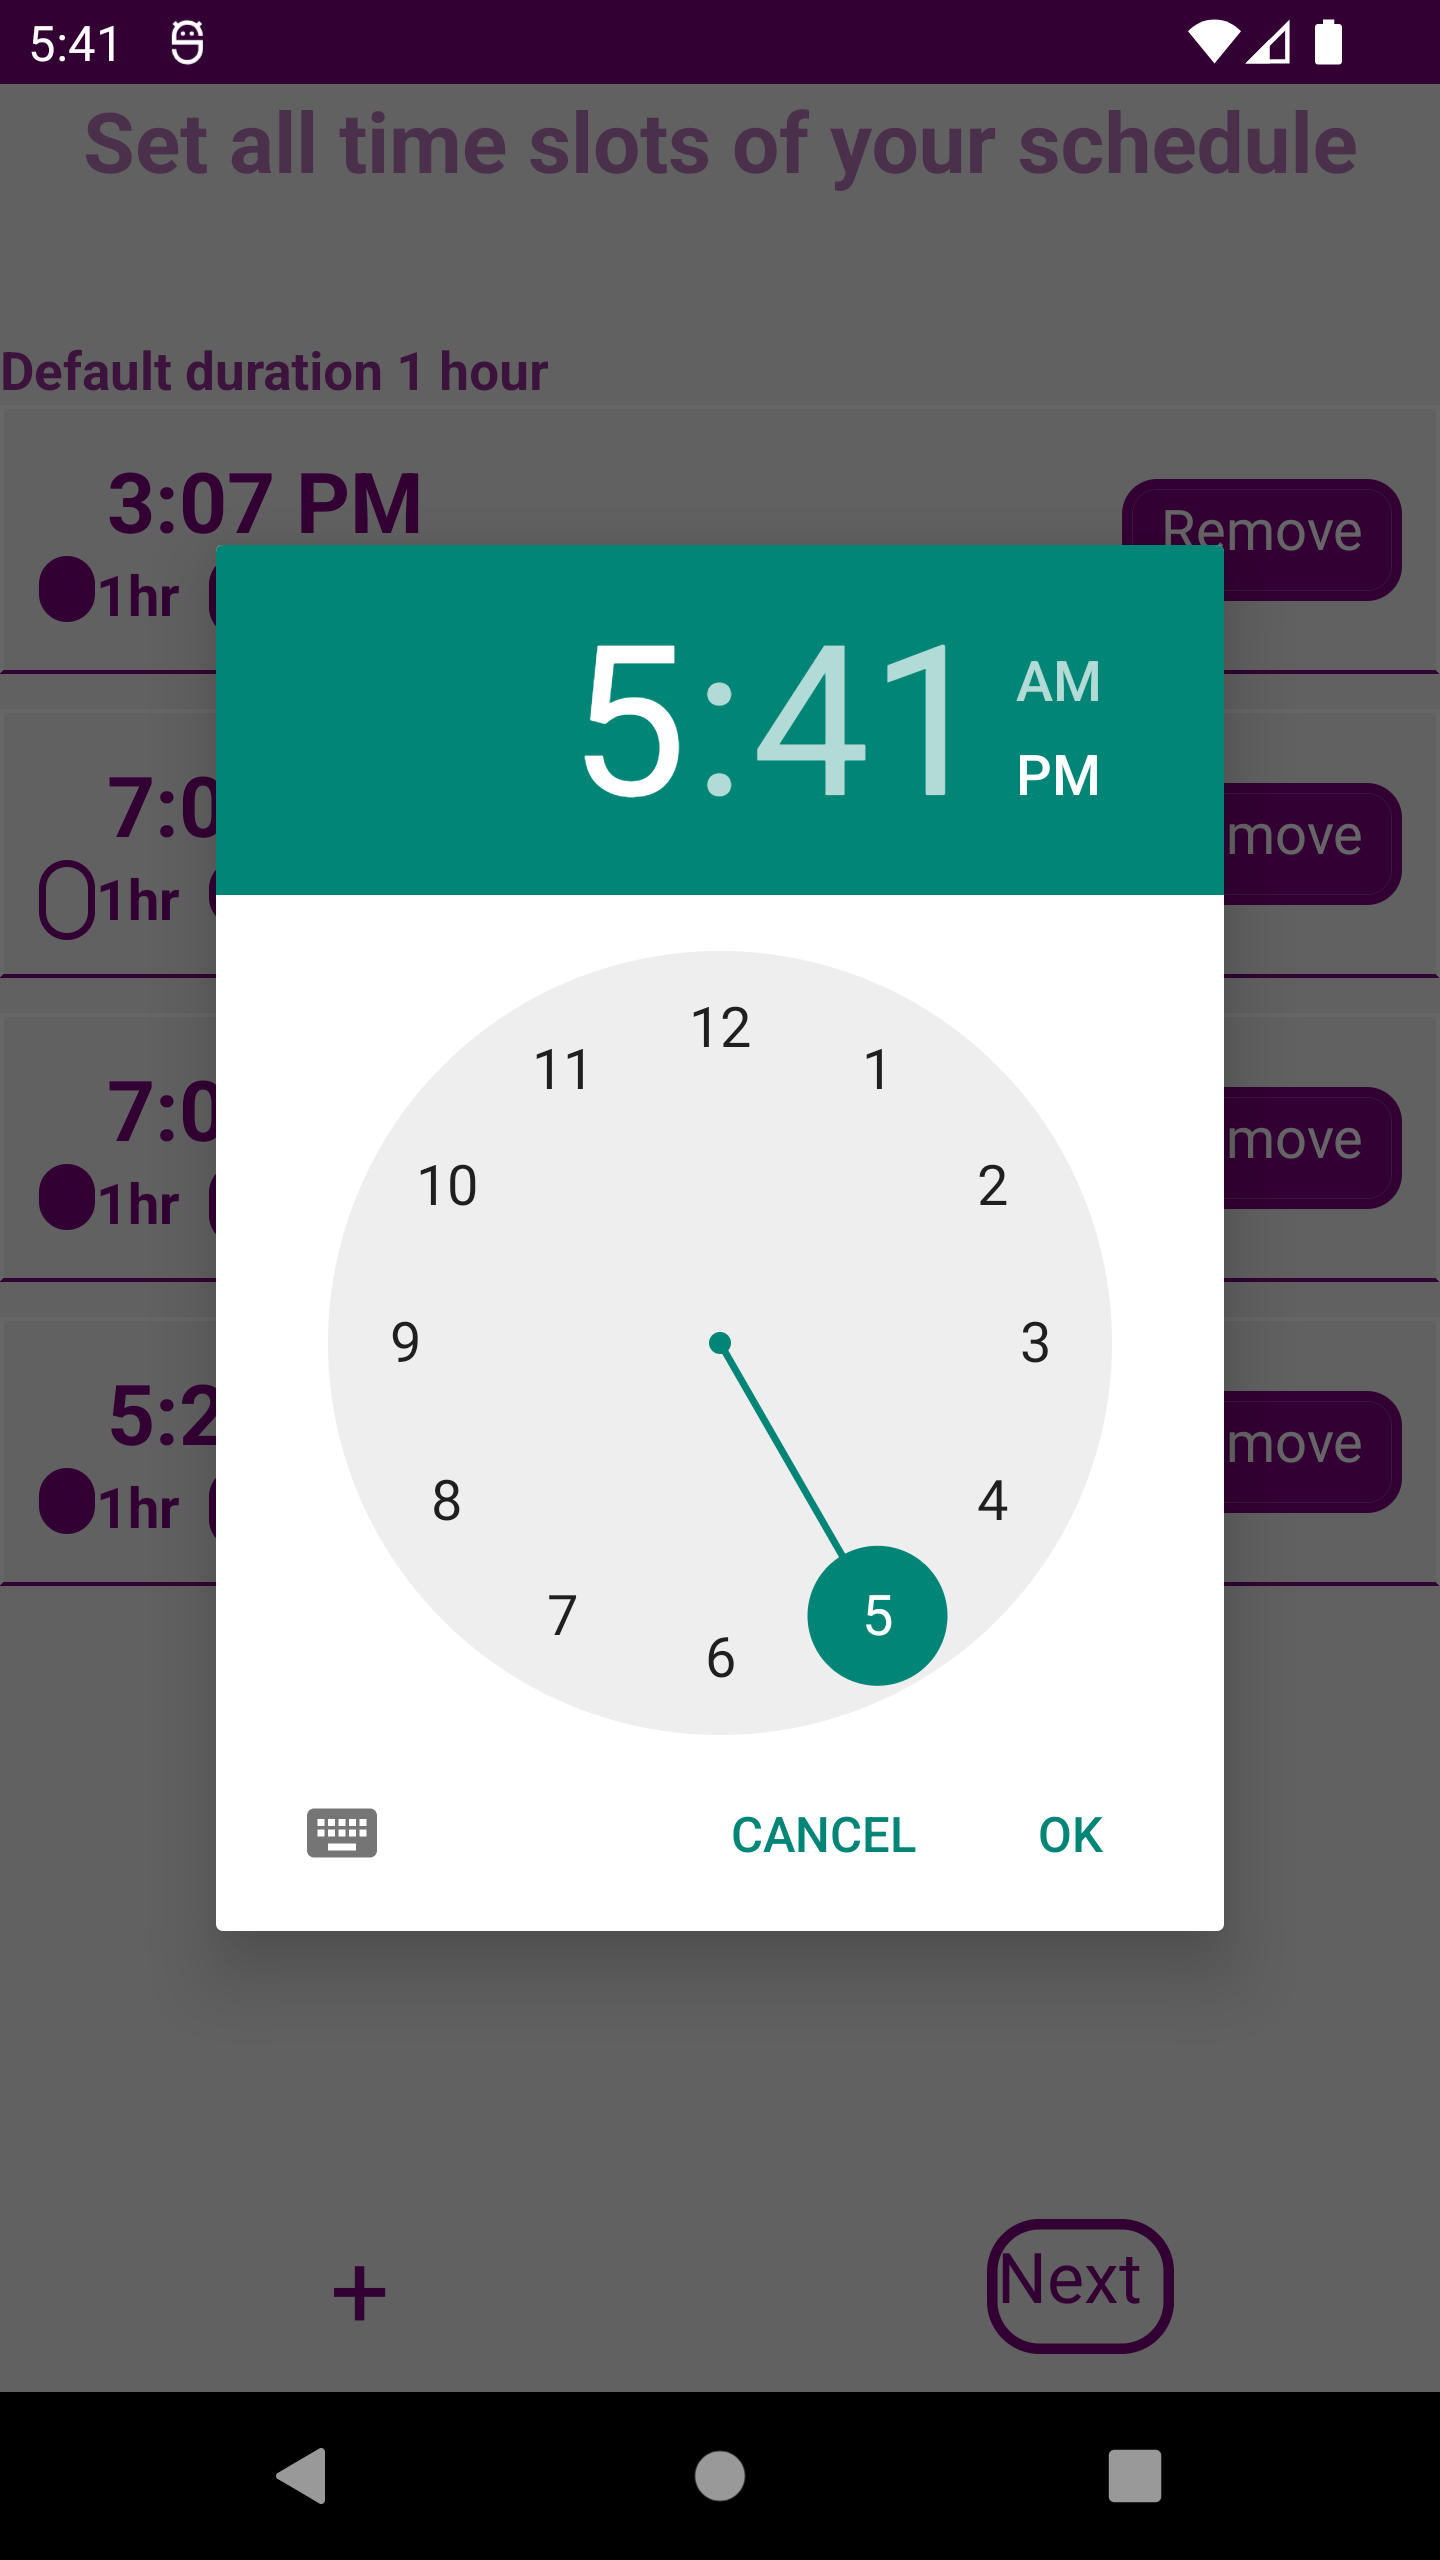 5:41
Set all time slots of your schedule
Default duration 1 hour
3:07 PM
Remove
1hr
5:41
AM
PM
7:0
move
1hr
12
11
1
10
2
7:0
move
1hr
9
3
5:2
move
8
4
1hr
7
5
6
CANCEL
OK
+
Next